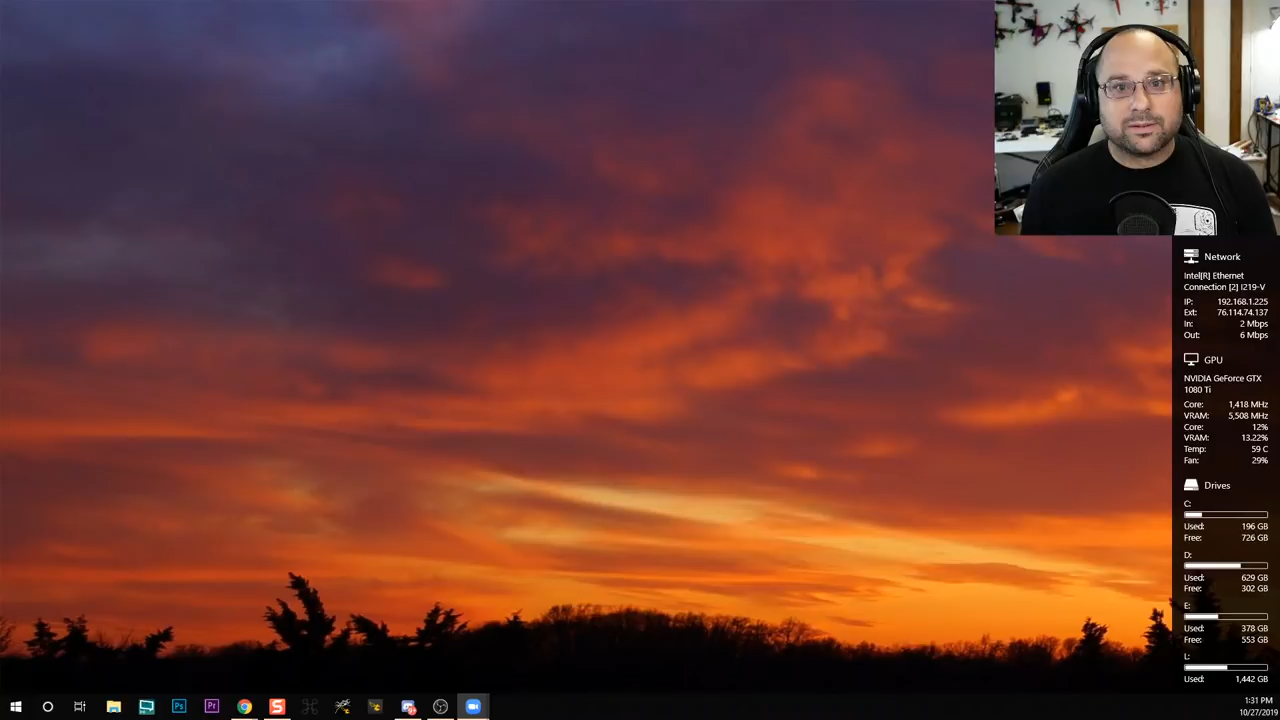 Network
Intel[R] Ethernet
Connection [2] I219-V
IP: 192.168.1.225
Ext: 76.114.74.137
In: 2 Mbps
Out: 6 Mbps
GPU
NVIDIA GeForce GTX
1080 Ti
Core: 1,418 MHz
VRAM: 5,508 MHz
Core: 12%
VRAM: 13.22%
Temp: 59 C
Fan: 29%
Drives
C:
Used: 196 GB
Free: 726 GB
D:
Used: 629 GB
Free: 302 GB
E:
Used: 378 GB
Free: 553 GB
L:
Used: 1,442 GB
Ps
Pr
S
1:31 PM
10/27/2019